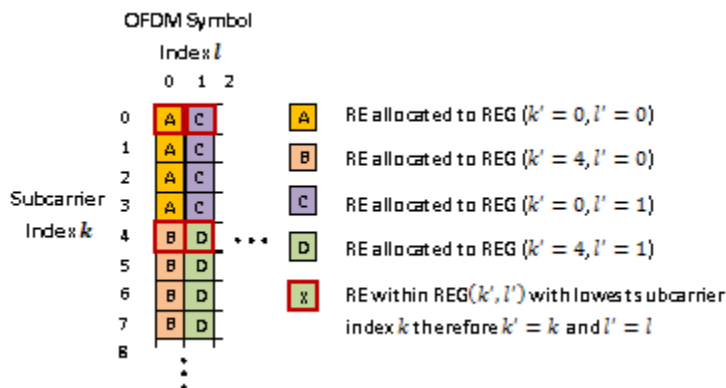 OFDM Symbol
Index l
0 1 2
0 A C A RE allocated to REG (k' = 0, l' = 0)
1 A C
2 A C B RE allocated to REG (k' = 4, l' = 0)
3 A C C RE allocated to REG (k' = 0, l' = 1)
Subcarrier
Index k
4 B D ••• D RE allocated to REG (k' = 4, l' = 1)
5 B D
6 B D X RE within REG(k', l') with lowest subcarrier
7 B D index k therefore k' = k and l' = l
8